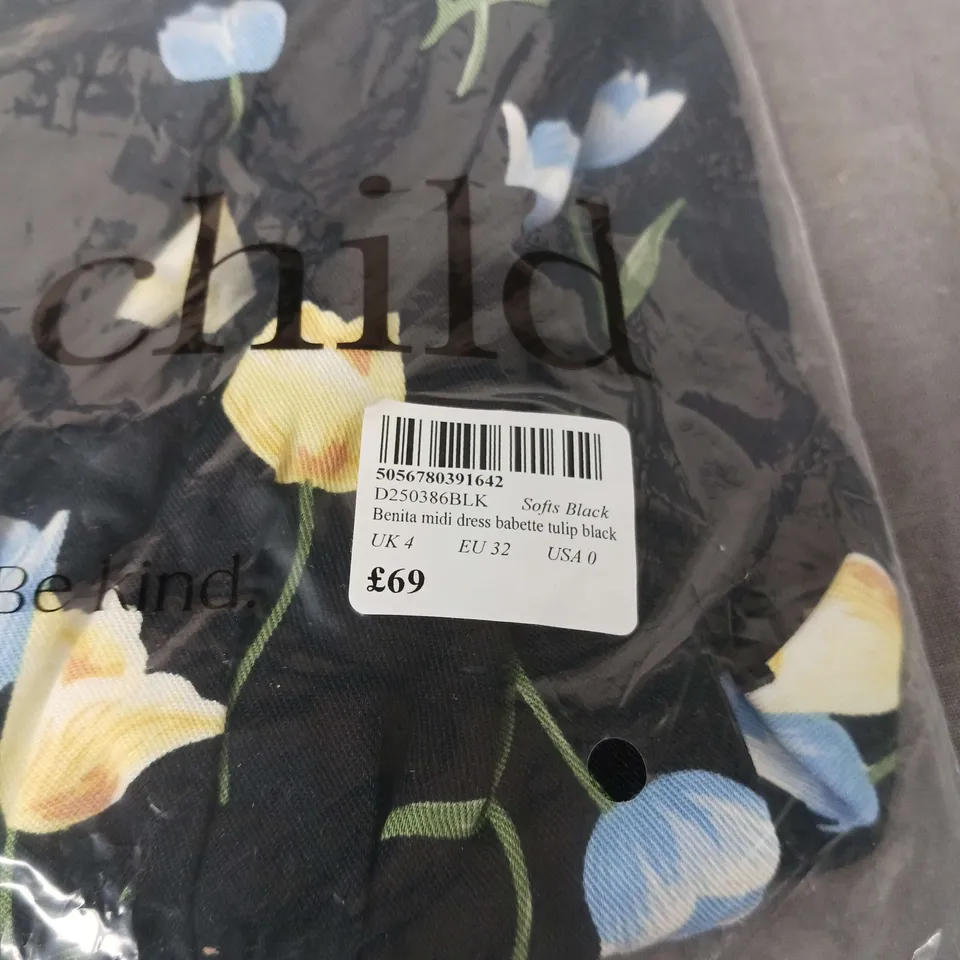 child
5056780391642
D250386BLK Softs Black
Benita midi dress babette tulip black
UK 4 EU 32 USA 0
£69
Be kind.